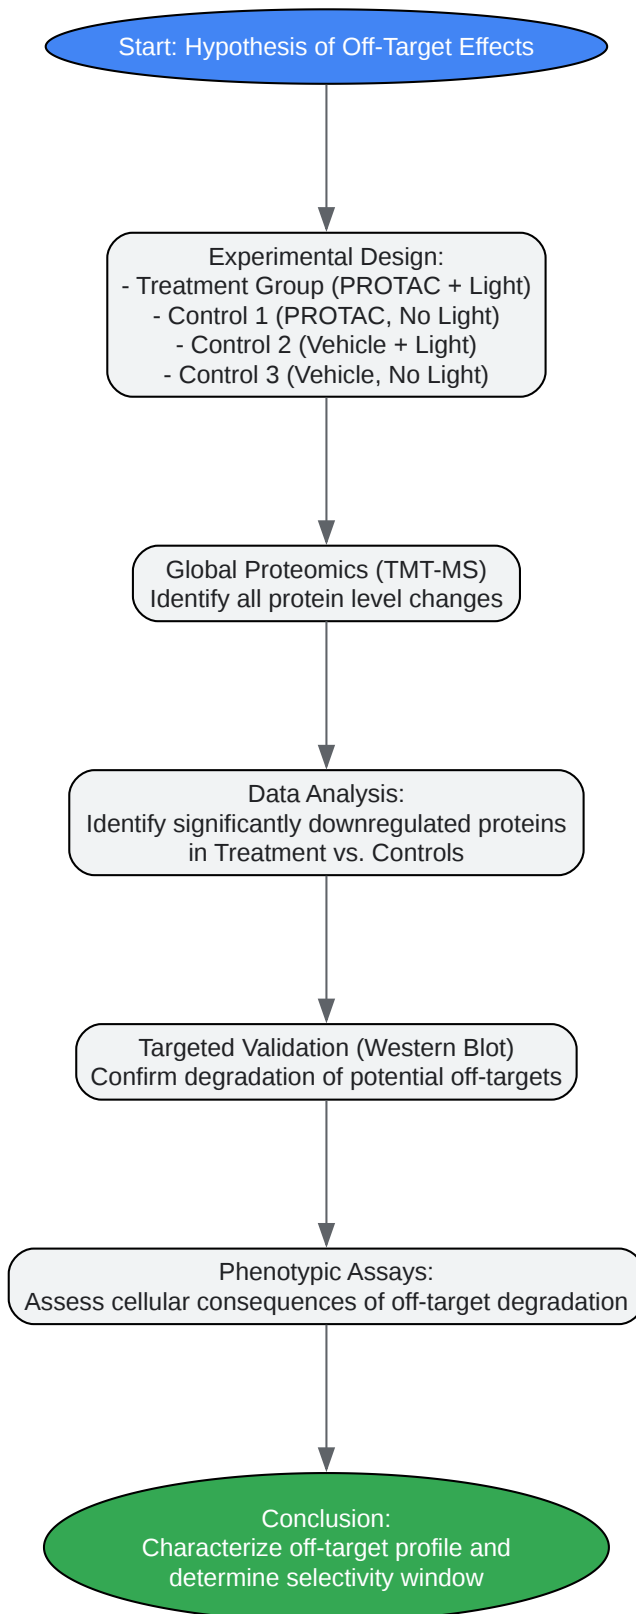 Start: Hypothesis of Off-Target Effects
Experimental Design:
- Treatment Group (PROTAC + Light)
- Control 1 (PROTAC, No Light)
- Control 2 (Vehicle + Light)
- Control 3 (Vehicle, No Light)
Global Proteomics (TMT-MS)
Identify all protein level changes
Data Analysis:
Identify significantly downregulated proteins
in Treatment vs. Controls
Targeted Validation (Western Blot)
Confirm degradation of potential off-targets
Phenotypic Assays:
Assess cellular consequences of off-target degradation
Conclusion:
Characterize off-target profile and
determine selectivity window